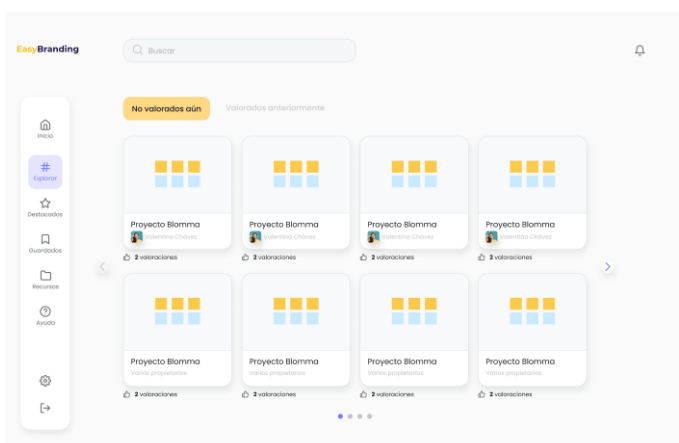 EasyBranding
Buscar
No valorados aún
Valorados anteriormente
Inicio
Explorar
Destacados
Guardados
Recursos
Ayuda
Proyecto Blomma
Valentina Chávez
2 valoraciones
Proyecto Blomma
Valentina Chávez
2 valoraciones
Proyecto Blomma
Valentina Chávez
2 valoraciones
Proyecto Blomma
Valentina Chávez
2 valoraciones
Proyecto Blomma
Varios propietarios
2 valoraciones
Proyecto Blomma
Varios propietarios
2 valoraciones
Proyecto Blomma
Varios propietarios
2 valoraciones
Proyecto Blomma
Varios propietarios
2 valoraciones